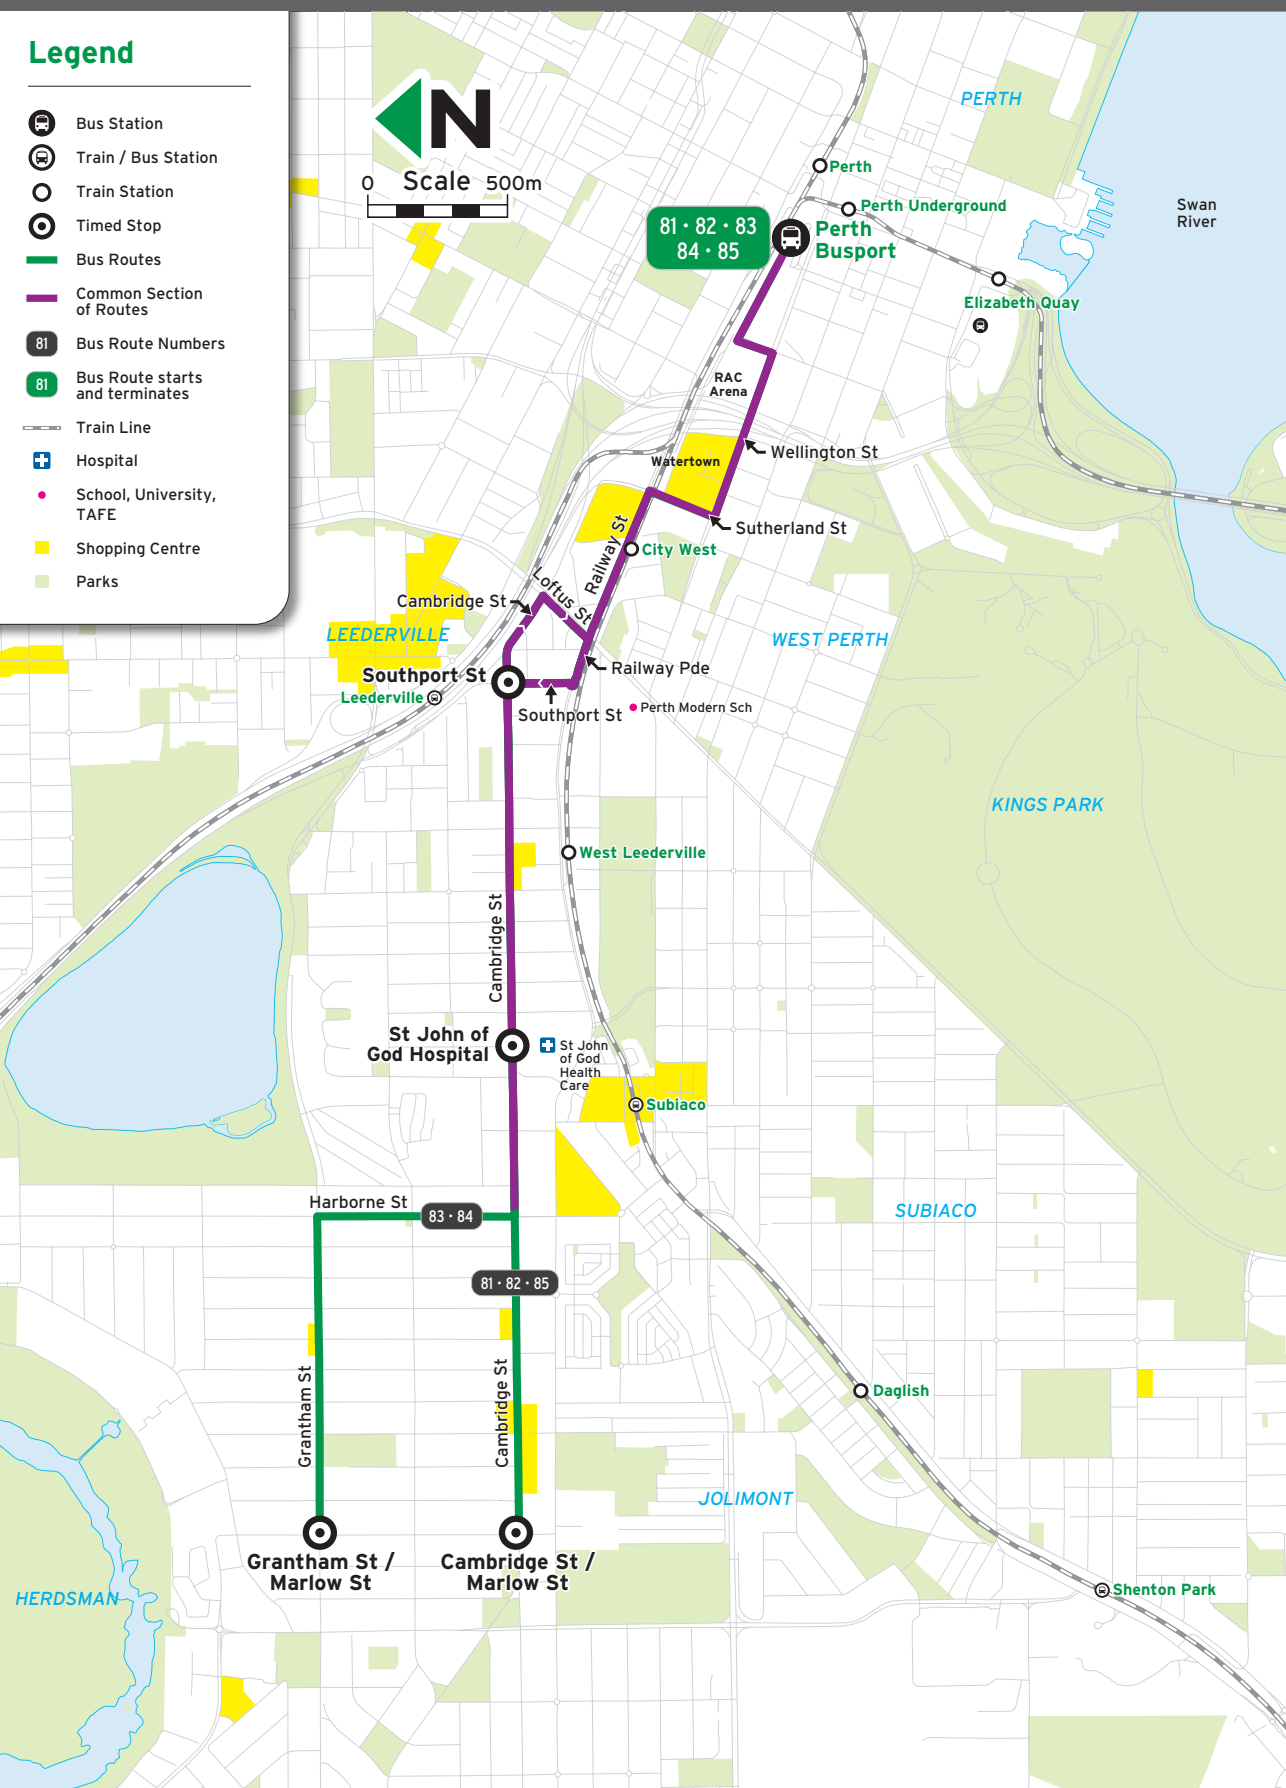 Legend
Bus Station
Train / Bus Station
Train Station
Timed Stop
Bus Routes
Common Section
of Routes
81
Bus Route Numbers
81
Bus Route starts
and terminates
Train Line
Hospital
School, University,
TAFE
Shopping Centre
Parks
N
0 Scale 500m
PERTH
Perth
Perth Underground
Swan
River
81 • 82 • 83
84 • 85
Perth
Busport
Elizabeth Quay
RAC
Arena
Wellington St
Watertown
Sutherland St
Railway St
City West
Loftus St
Cambridge St
LEEDERVILLE
WEST PERTH
Southport St
Railway Pde
Leederville
Southport St
Perth Modern Sch
KINGS PARK
West Leederville
Cambridge St
St John of
God Hospital
St John
of God
Health
Care
Subiaco
Harborne St
83 • 84
SUBIACO
81 • 82 • 85
Grantham St
Cambridge St
Daglish
JOLIMONT
Grantham St /
Marlow St
Cambridge St /
Marlow St
HERDSMAN
Shenton Park